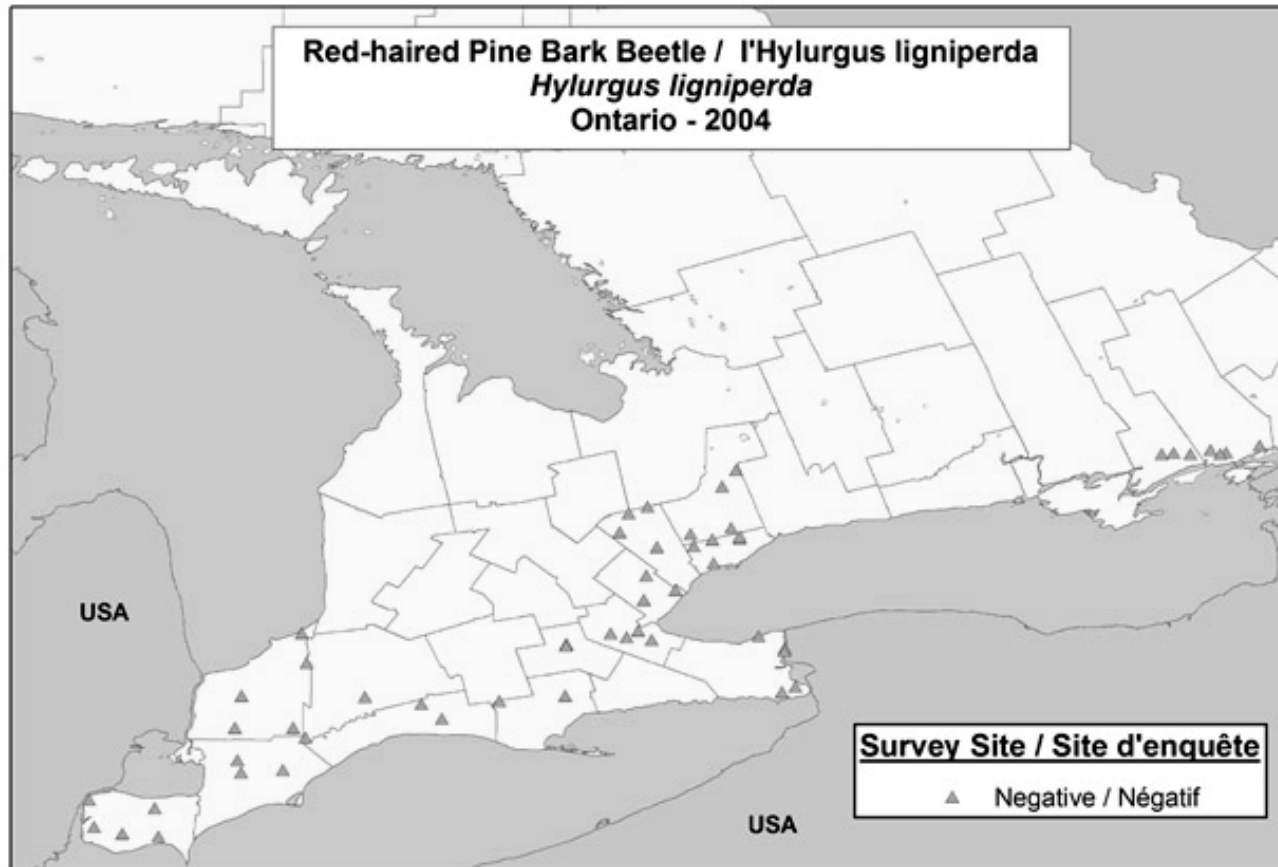 Red-haired Pine Bark Beetle / l'Hylurgus ligniperda
Hylurgus ligniperda
Ontario - 2004
USA
Survey Site / Site d'enquête
Negative / Négatif
USA